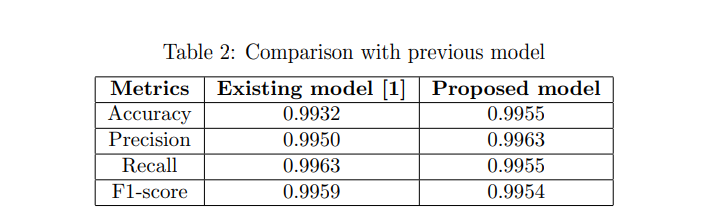 Table 2: Comparison with previous model
Metrics Existing model [1] Proposed model
Accuracy 0.9932 0.9955
Precision 0.9950 0.9963
Recall 0.9963 0.9955
F1-score 0.9959 0.9954